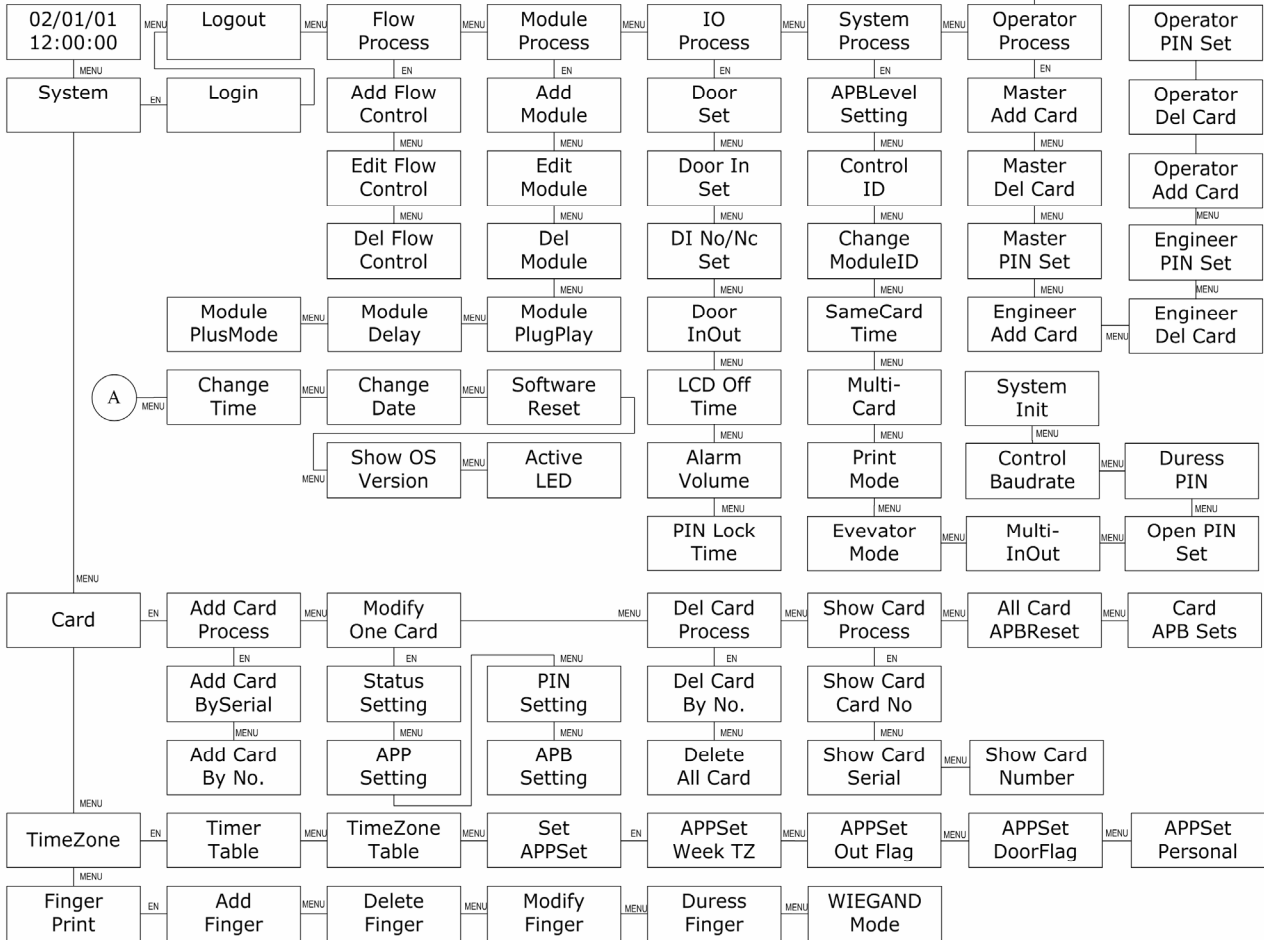 02/01/01 MENU Logout MENU Flow MENU Module MENU IO MENU System MENU Operator Operator
12:00:00 Process Process Process Process Process PIN Set
MENU EN EN EN EN EN
System EN Login Add Flow Add Door APBLevel Master Operator
Control Module Set Setting Add Card Del Card
MENU MENU MENU MENU MENU
Edit Flow Edit Door In Control Master Operator
Control Module Set ID Del Card Add Card
MENU MENU MENU MENU MENU MENU
Del Flow Del DI No/Nc Change Master Engineer
Control Module Set ModuleID PIN Set PIN Set
MENU MENU MENU MENU MENU
Module MENU Module MENU Module Door SameCard Engineer MENU Engineer
PlusMode Delay PlugPlay InOut Time Add Card Del Card
MENU MENU
A MENU Change MENU Change MENU Software LCD Off Multi- System
Time Date Reset Time Card Init
MENU MENU MENU
MENU Show OS MENU Active Alarm Print Control MENU Duress
Version LED Volume Mode Baudrate PIN
MENU MENU MENU
PIN Lock Evevator MENU Multi- MENU Open PIN
Time Mode InOut Set
MENU
Card EN Add Card MENU Modify MENU Del Card MENU Show Card MENU All Card MENU Card
Process One Card Process Process APBReset APB Sets
EN EN MENU EN EN
Add Card Status PIN Del Card Show Card
BySerial Setting Setting By No. Card No
MENU MENU MENU MENU MENU
Add Card APP APB Delete Show Card MENU Show Card
By No. Setting Setting All Card Serial Number
MENU
TimeZone EN Timer MENU TimeZone MENU Set EN APPSet MENU APPSet MENU APPSet MENU APPSet
Table Table APPSet Week TZ Out Flag DoorFlag Personal
MENU
Finger EN Add MENU Delete MENU Modify MENU Duress MENU WIEGAND
Print Finger Finger Finger Finger Mode